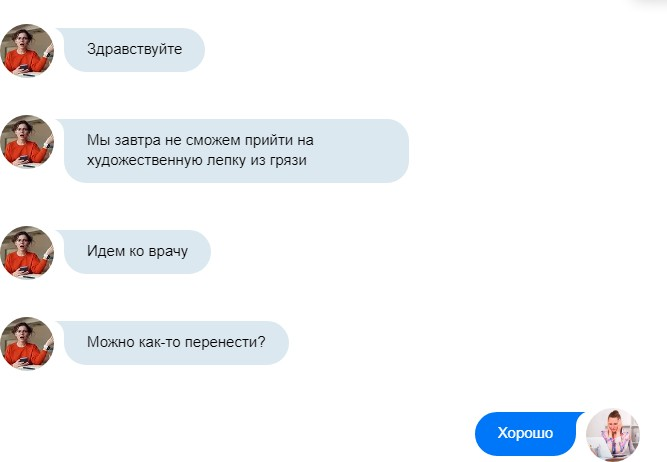 Здравствуйте
Мы завтра не сможем прийти на
художественную лепку из грязи
Идем ко врачу
Можно как-то перенести?
Хорошо